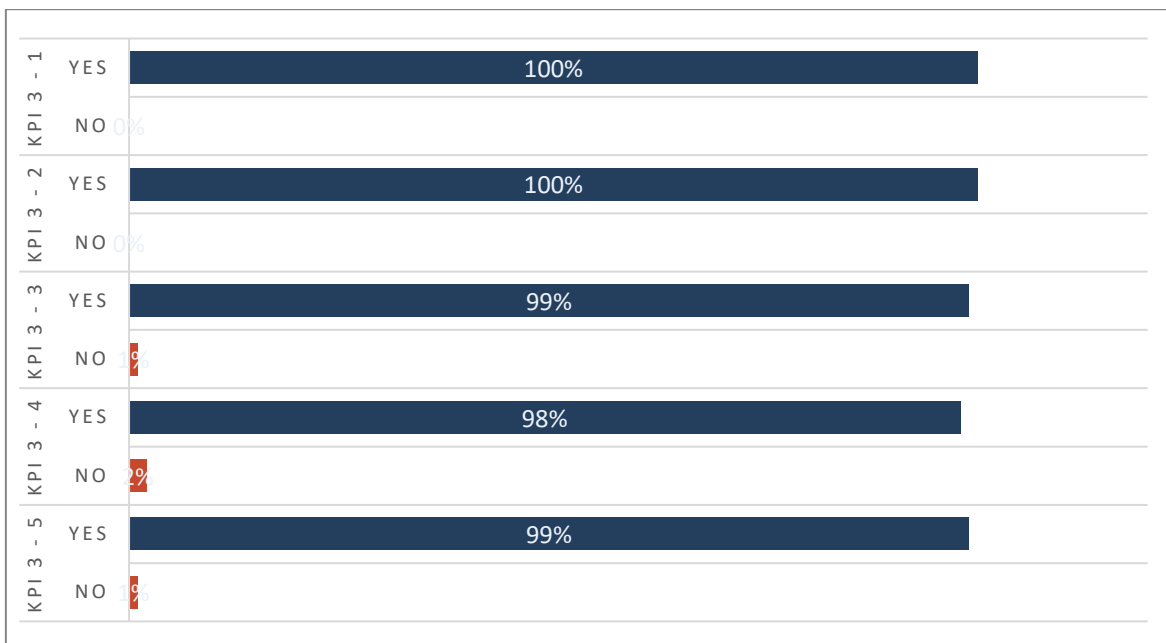 KPI 3 - 1
YES 100%
NO 0%
KPI 3 - 2
YES 100%
NO 0%
KPI 3 - 3
YES 99%
NO 1%
KPI 3 - 4
YES 98%
NO 2%
KPI 3 - 5
YES 99%
NO 1%